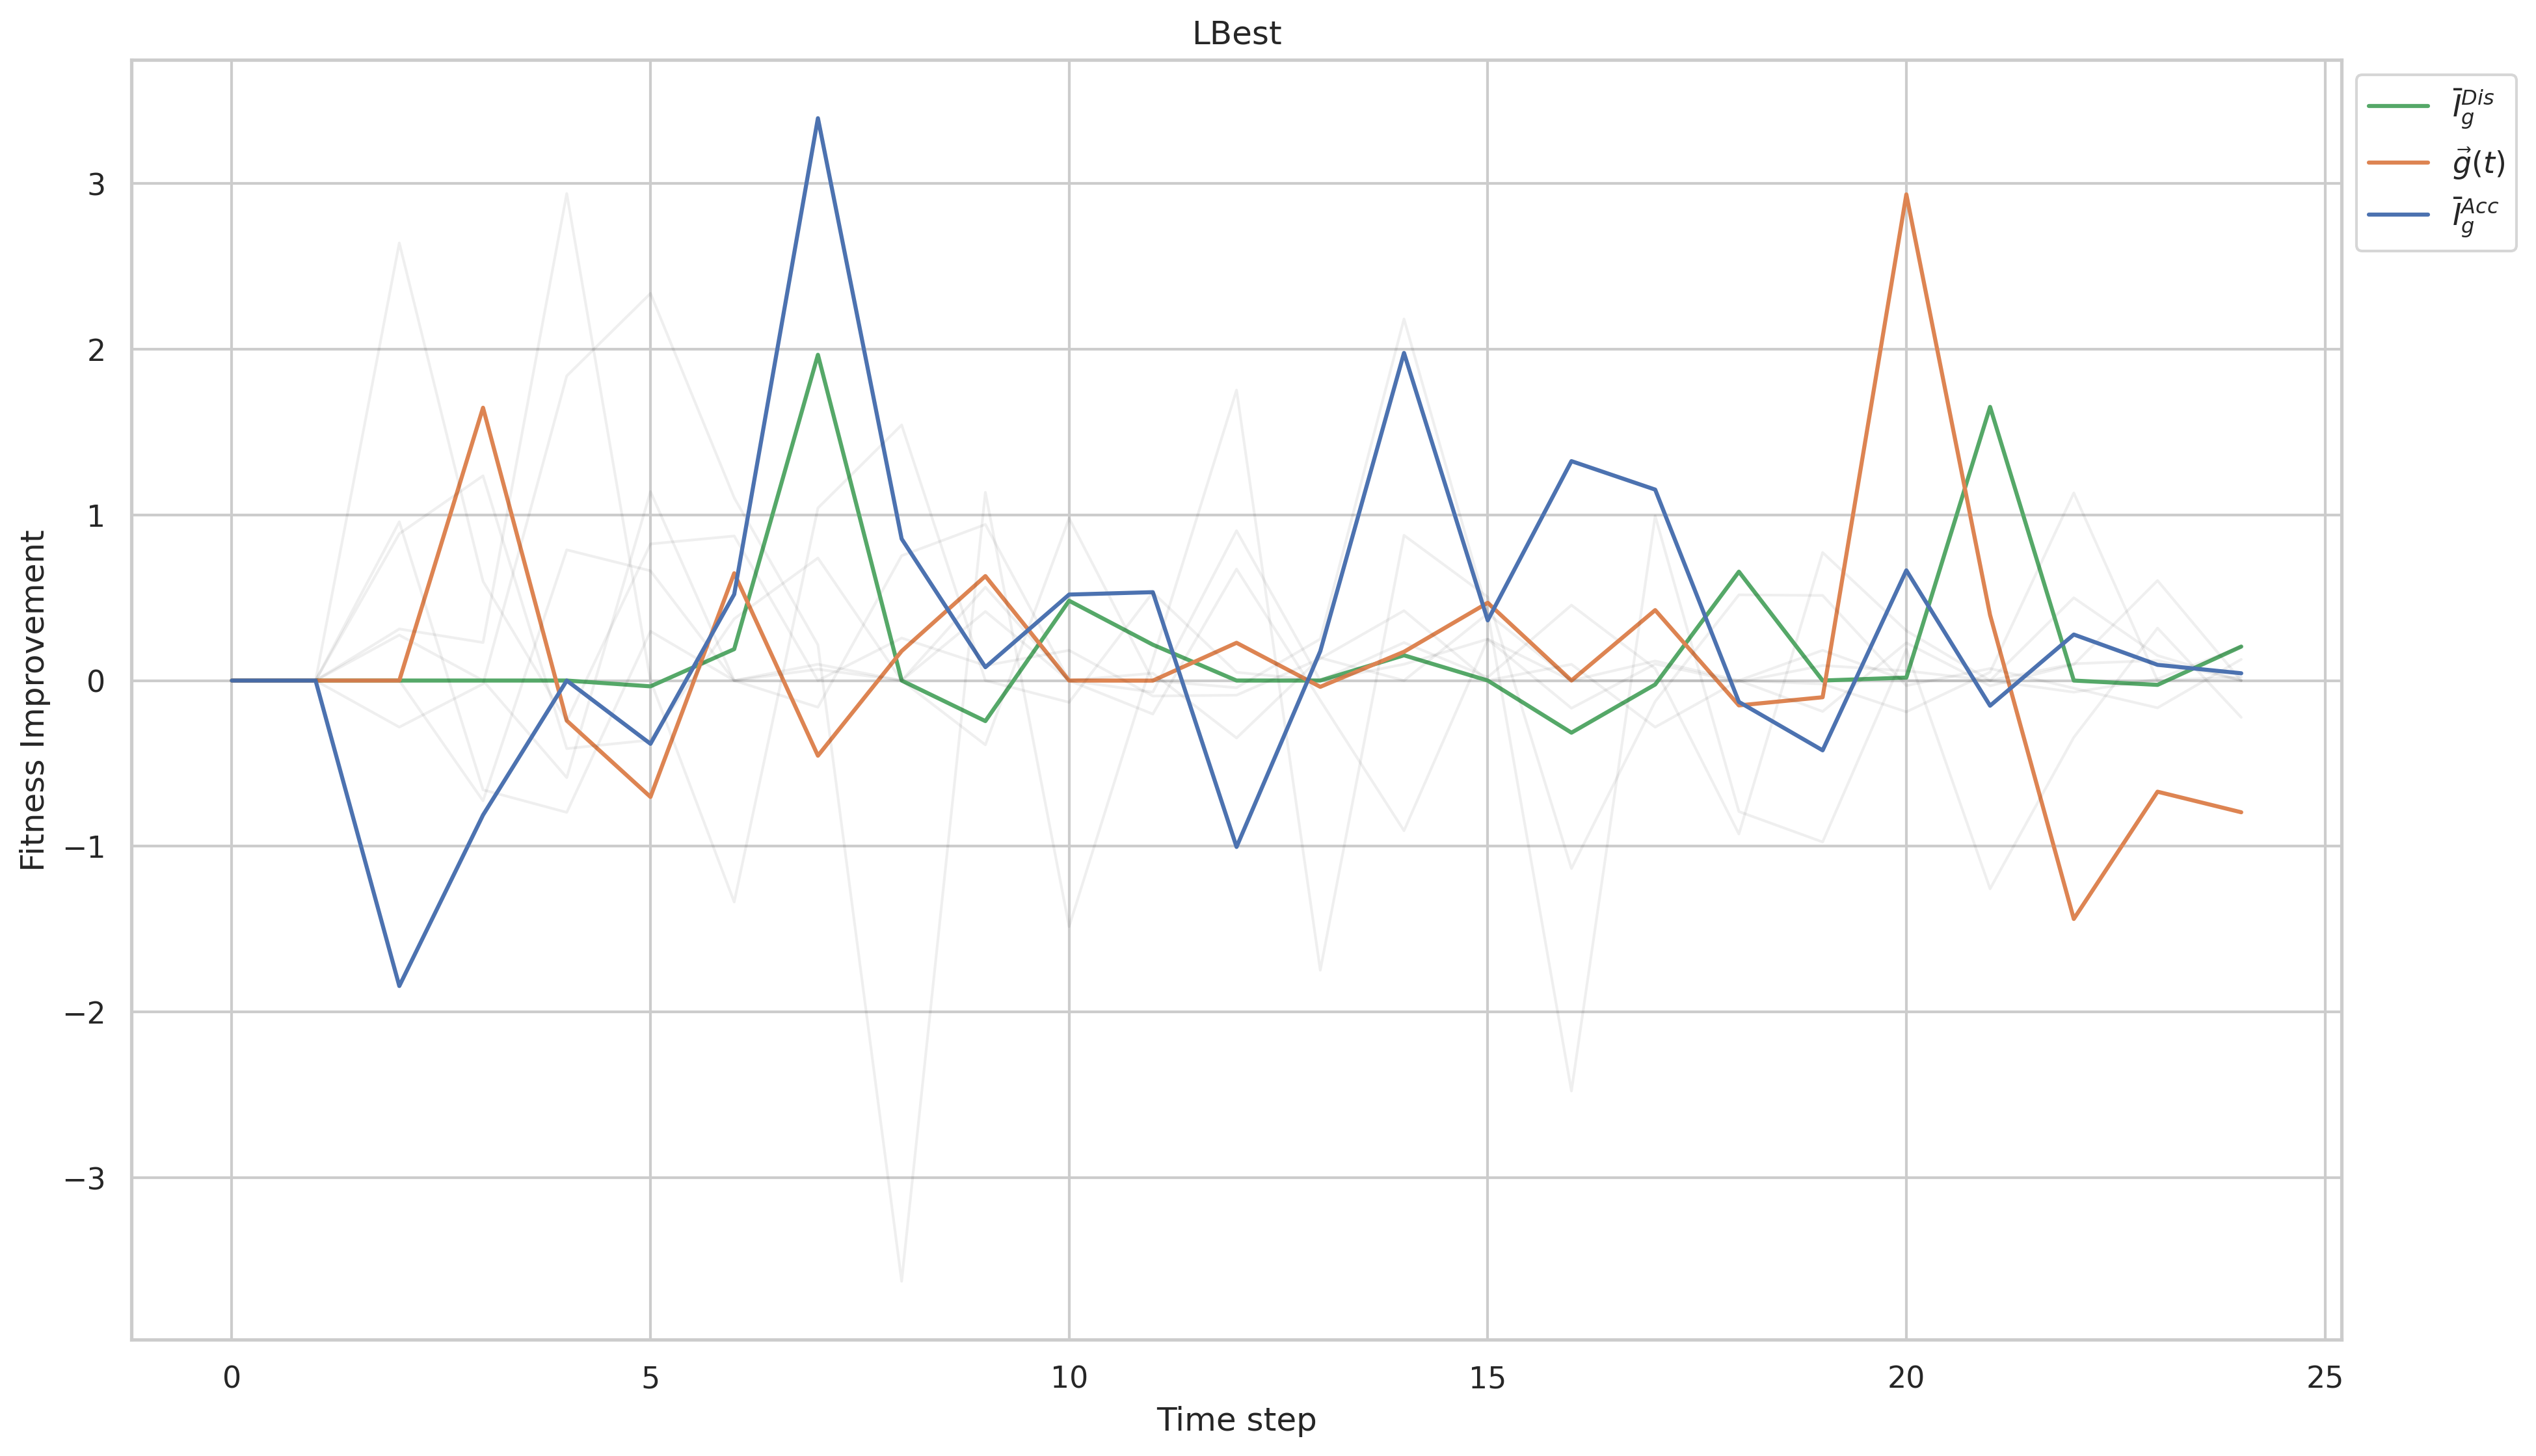 LBest
Fitness Improvement
3
2
1
0
−1
−2
−3
0 5 10 15 20 25
Time step
Ī_g^Dis
g⃗(t)
Ī_g^Acc